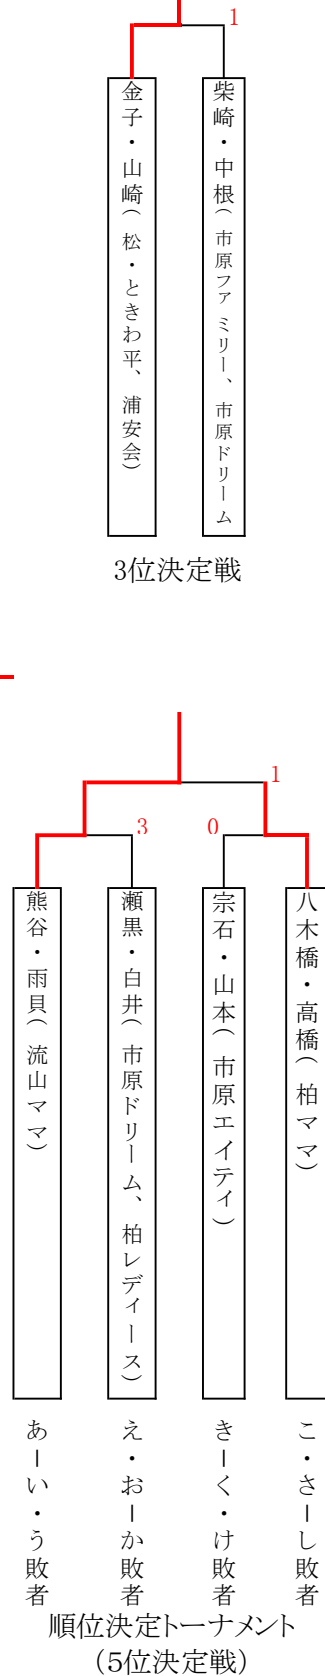 1
金子・山崎（松・ときわ平、浦安会）
柴崎・中根（市原ファミリー、市原ドリーム
3位決定戦
1
3
0
熊谷・雨貝（流山ママ）
瀬黒・白井（市原ドリーム、柏レディース）
宗石・山本（市原エイティ）
八木橋・高橋（柏ママ）
あーい・う敗者
え・おーか敗者
きーく・け敗者
こ・さーし敗者
順位決定トーナメント
（5位決定戦）